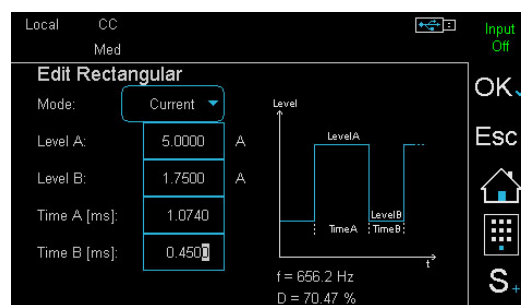 Local CC
Med
Input
Off
Edit Rectangular
Mode: Current
Level A: 5.0000 A
Level B: 1.7500 A
Time A [ms]: 1.0740
Time B [ms]: 0.4500
Level
LevelA
LevelB
TimeA TimeB
t
f = 656.2 Hz
D = 70.47 %
OK
Esc
S+